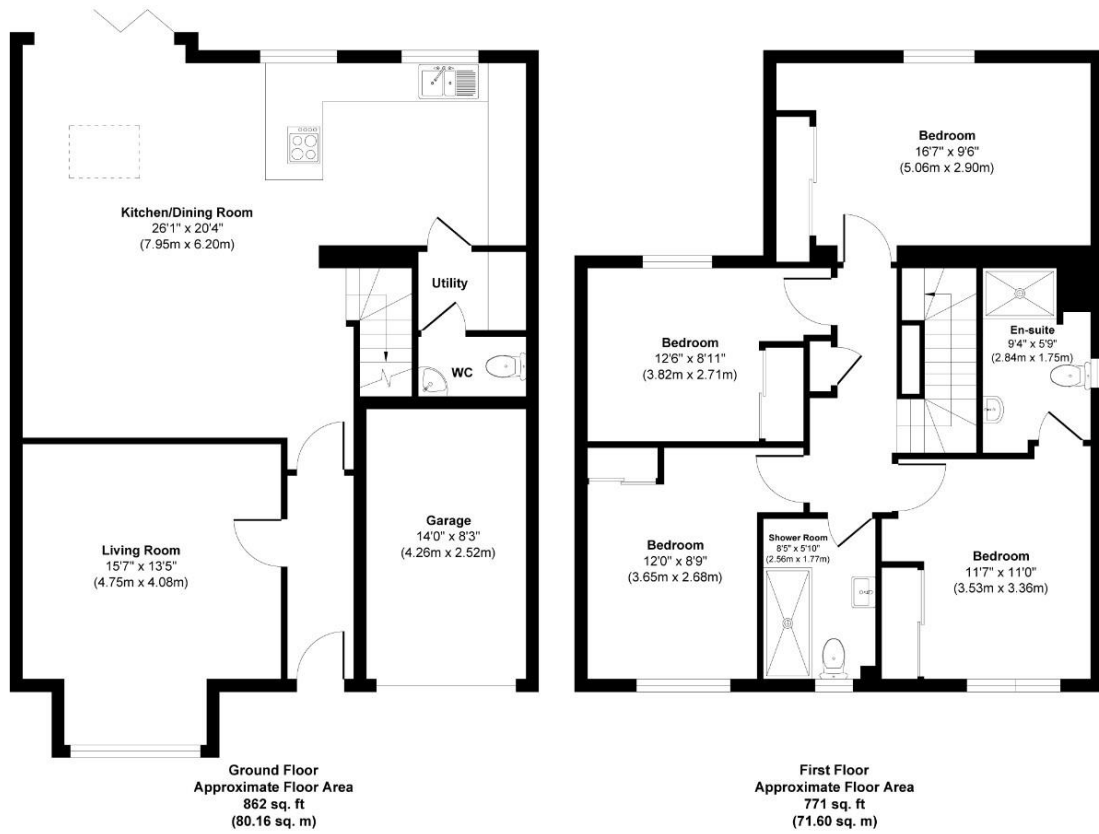 Kitchen/Dining Room
26'1" x 20'4"
(7.95m x 6.20m)
Utility
WC
Living Room
15'7" x 13'5"
(4.75m x 4.08m)
Garage
14'0" x 8'3"
(4.26m x 2.52m)
Ground Floor
Approximate Floor Area
862 sq. ft
(80.16 sq. m)
Bedroom
16'7" x 9'6"
(5.06m x 2.90m)
Bedroom
12'6" x 8'11"
(3.82m x 2.71m)
En-suite
9'4" x 5'9"
(2.84m x 1.75m)
Bedroom
12'0" x 8'9"
(3.65m x 2.68m)
Shower Room
8'5" x 5'10"
(2.56m x 1.77m)
Bedroom
11'7" x 11'0"
(3.53m x 3.36m)
First Floor
Approximate Floor Area
771 sq. ft
(71.60 sq. m)